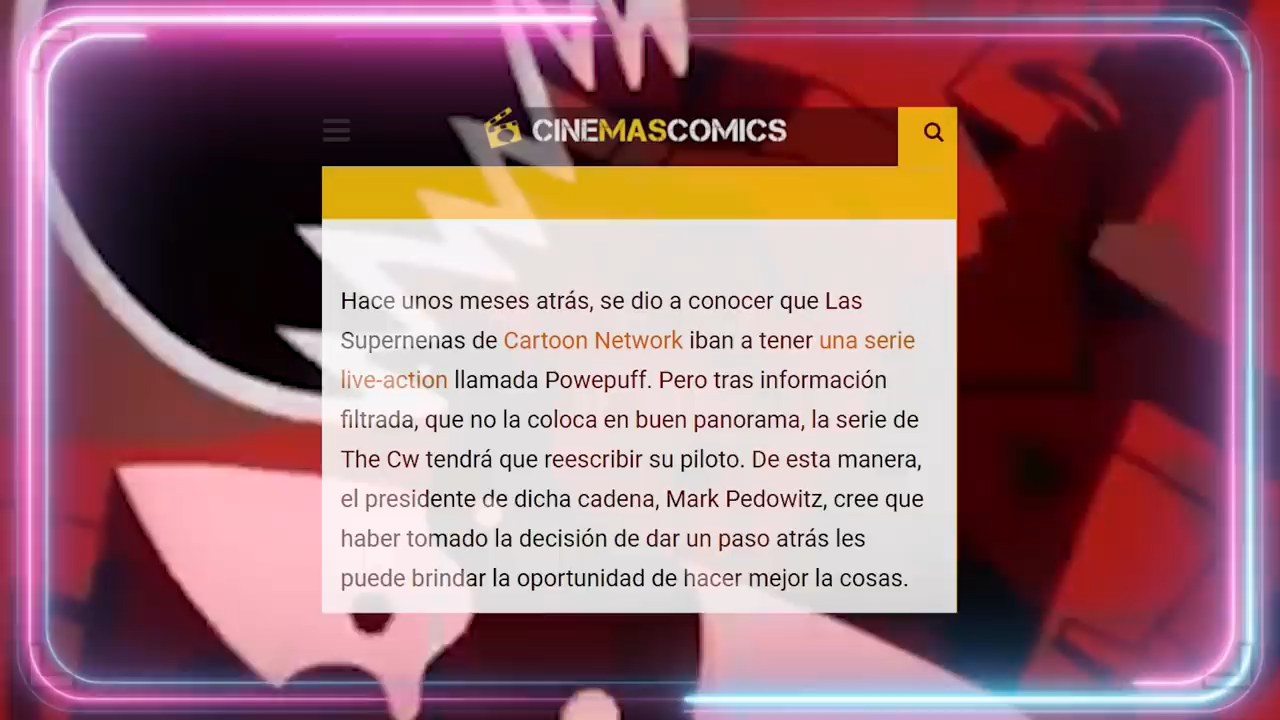 CINEMASCOMICS
Hace unos meses atrás, se dio a conocer que Las
Supernenas de Cartoon Network iban a tener una serie
live-action llamada Powepuff. Pero tras información
filtrada, que no la coloca en buen panorama, la serie de
The Cw tendrá que reescribir su piloto. De esta manera,
el presidente de dicha cadena, Mark Pedowitz, cree que
haber tomado la decisión de dar un paso atrás les
puede brindar la oportunidad de hacer mejor la cosas.